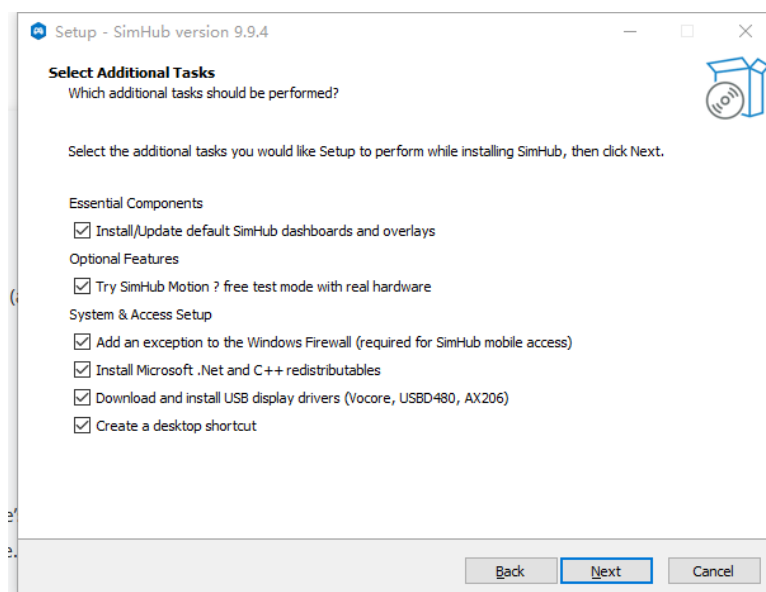 Setup - SimHub version 9.9.4
Select Additional Tasks
Which additional tasks should be performed?
Select the additional tasks you would like Setup to perform while installing SimHub, then click Next.
Essential Components
Install/Update default SimHub dashboards and overlays
Optional Features
Try SimHub Motion ? free test mode with real hardware
System & Access Setup
Add an exception to the Windows Firewall (required for SimHub mobile access)
Install Microsoft .Net and C++ redistributables
Download and install USB display drivers (Vocore, USBD480, AX206)
Create a desktop shortcut
Back Next Cancel